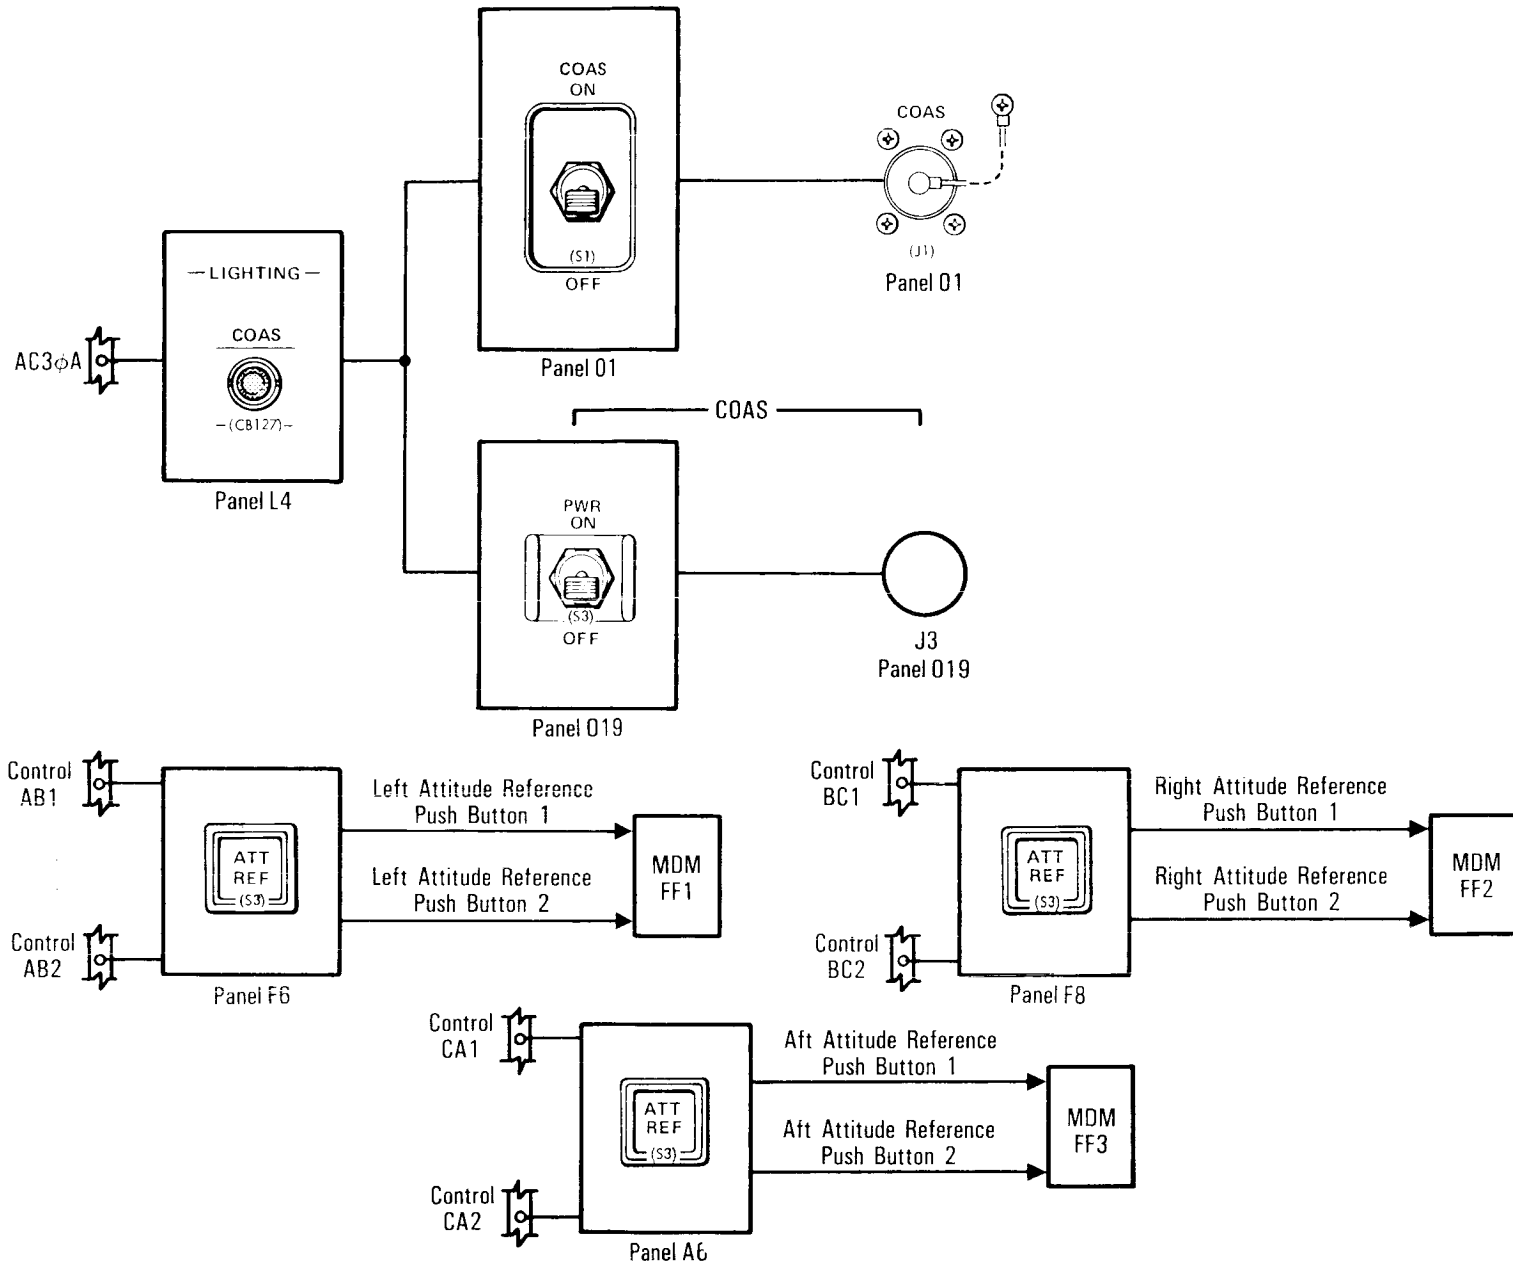 COAS
ON
(S1)
OFF
Panel O1
COAS
(J1)
Panel O1
— LIGHTING —
COAS
–(CB127)–
AC3ϕA
Panel L4
COAS
PWR
ON
(S3)
OFF
Panel O19
J3
Panel O19
Control
AB1
Control
AB2
ATT
REF
(S3)
Panel F6
Left Attitude Reference
Push Button 1
Left Attitude Reference
Push Button 2
MDM
FF1
Control
BC1
Control
BC2
ATT
REF
(S3)
Panel F8
Right Attitude Reference
Push Button 1
Right Attitude Reference
Push Button 2
MDM
FF2
Control
CA1
Control
CA2
ATT
REF
(S3)
Panel A6
Aft Attitude Reference
Push Button 1
Aft Attitude Reference
Push Button 2
MDM
FF3